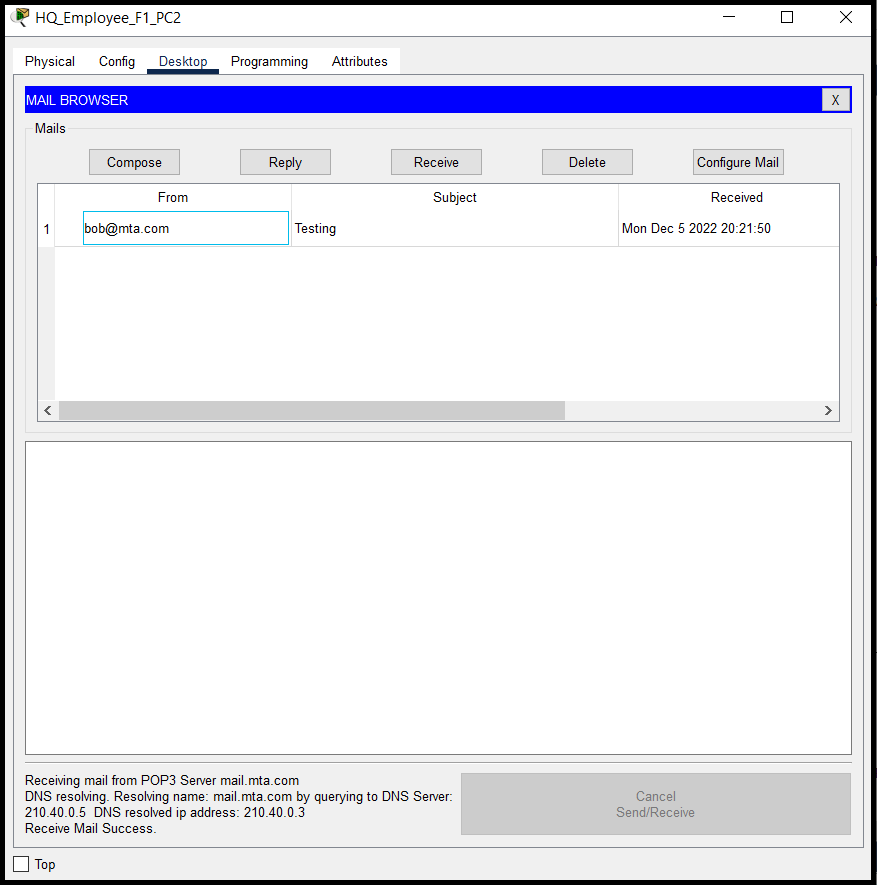 HQ_Employee_F1_PC2
Physical Config Desktop Programming Attributes
MAIL BROWSER X
Mails
Compose Reply Receive Delete Configure Mail
From Subject Received
1 bob@mta.com Testing Mon Dec 5 2022 20:21:50
Receiving mail from POP3 Server mail.mta.com
DNS resolving. Resolving name: mail.mta.com by querying to DNS Server:
210.40.0.5 DNS resolved ip address: 210.40.0.3
Receive Mail Success.
Cancel
Send/Receive
Top